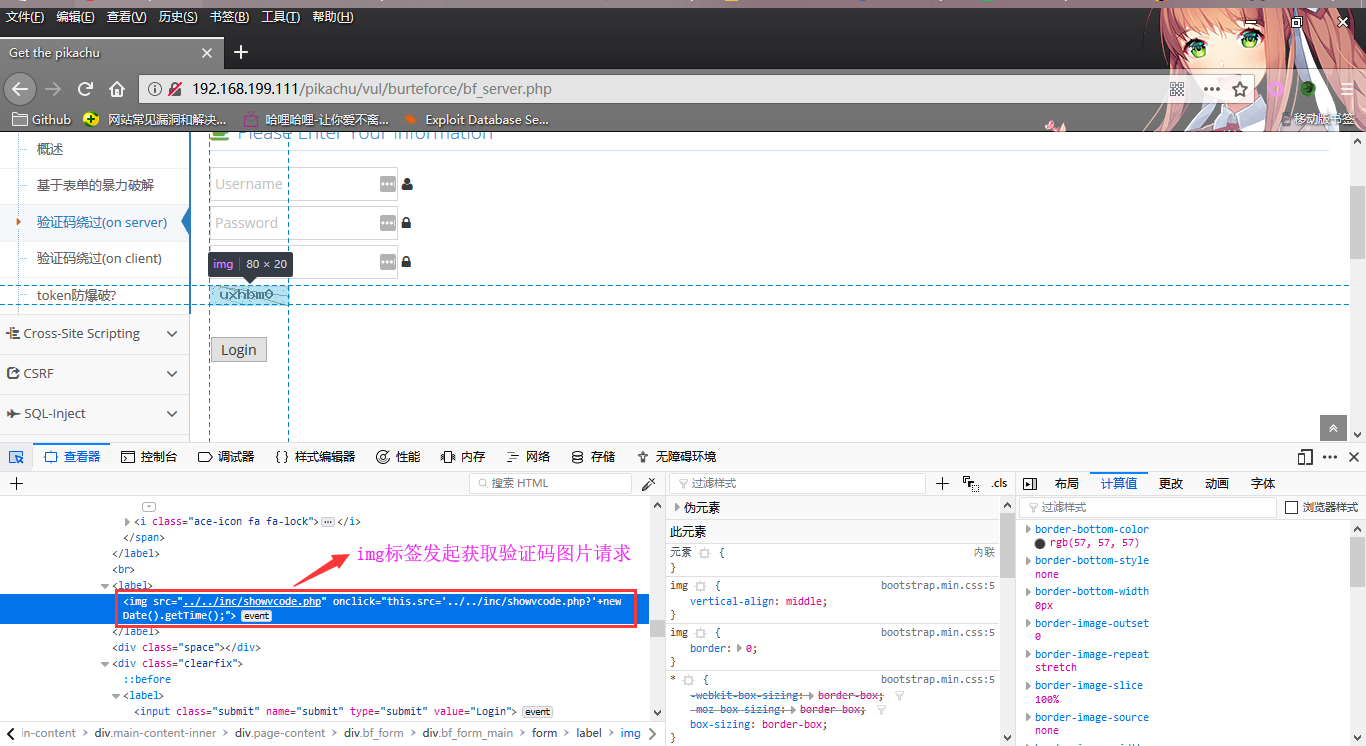 文件(F) 编辑(E) 查看(V) 历史(S) 书签(B) 工具(T) 帮助(H)
Get the pikachu
192.168.199.111/pikachu/vul/burteforce/bf_server.php
Github 网站常见漏洞和解决... 哈哩哈哩-让你爱不离... Exploit Database Se... 移动版书签
Please Enter Your Information
概述
基于表单的暴力破解
验证码绕过(on server)
验证码绕过(on client)
token防爆破?
Cross-Site Scripting
CSRF
SQL-Inject
Username
Password
img 80 × 20
uxhbm0
Login
查看器 控制台 调试器 {} 样式编辑器 性能 内存 网络 存储 无障碍环境
搜索 HTML
<i class="ace-icon fa fa-lock"></i>
</span>
</label>
<br>
<label>
<img src="../../inc/showvcode.php" onclick="this.src='../../inc/showvcode.php?'+new
Date().getTime();"> event
</label>
<div class="space"></div>
<div class="clearfix">
::before
<label>
<input class="submit" name="submit" type="submit" value="Login"> event
img标签发起获取验证码图片请求
in-content div.main-content-inner div.page-content div.bf_form div.bf_form_main form label img
过滤样式 .cls
伪元素
此元素
元素 { 内联
}
img { bootstrap.min.css:5
vertical-align: middle;
}
img { bootstrap.min.css:5
border: 0;
}
* { bootstrap.min.css:5
-webkit-box-sizing: border-box;
-moz-box-sizing: border-box;
box-sizing: border-box;
}
布局 计算值 更改 动画 字体
过滤样式 浏览器样式
border-bottom-color
rgb(57, 57, 57)
border-bottom-style
none
border-bottom-width
0px
border-image-outset
0
border-image-repeat
stretch
border-image-slice
100%
border-image-source
none